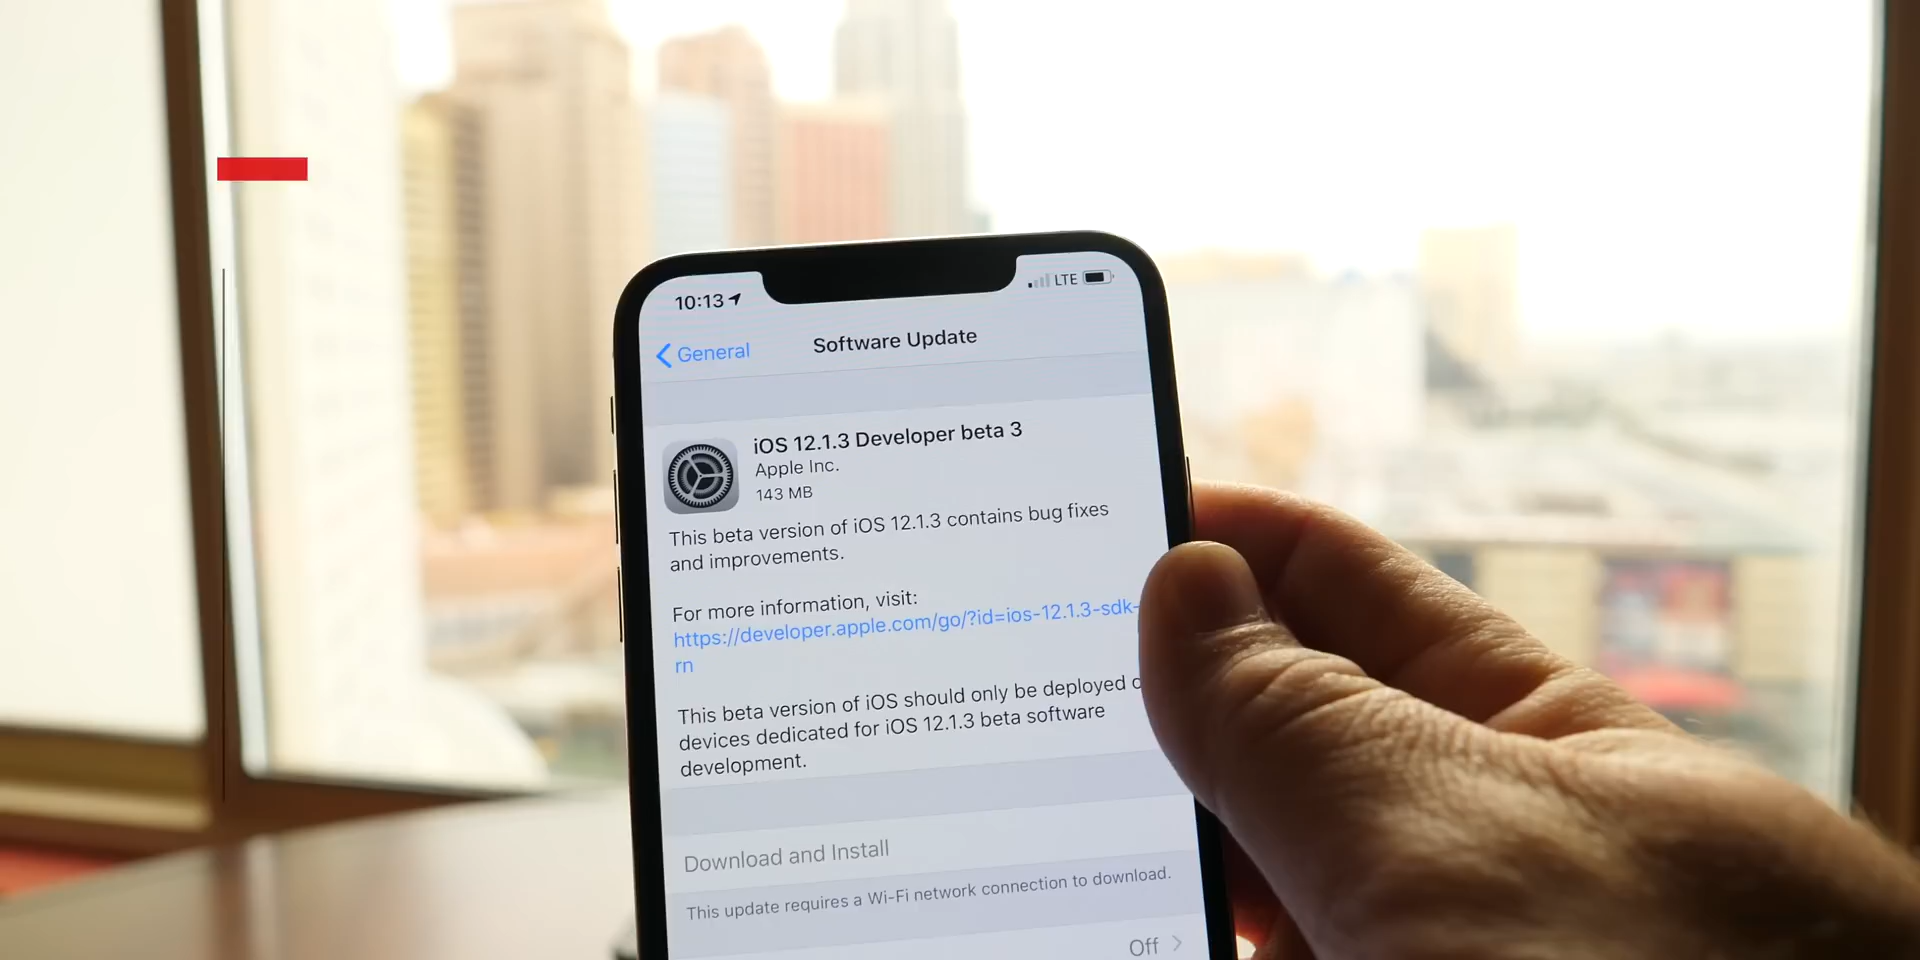 10:13
LTE
General
Software Update
iOS 12.1.3 Developer beta 3
Apple Inc.
143 MB
This beta version of iOS 12.1.3 contains bug fixes
and improvements.
For more information, visit:
https://developer.apple.com/go/?id=ios-12.1.3-sdk-
rn
This beta version of iOS should only be deployed
devices dedicated for iOS 12.1.3 beta software
development.
Download and Install
This update requires a Wi-Fi network connection to download.
Off